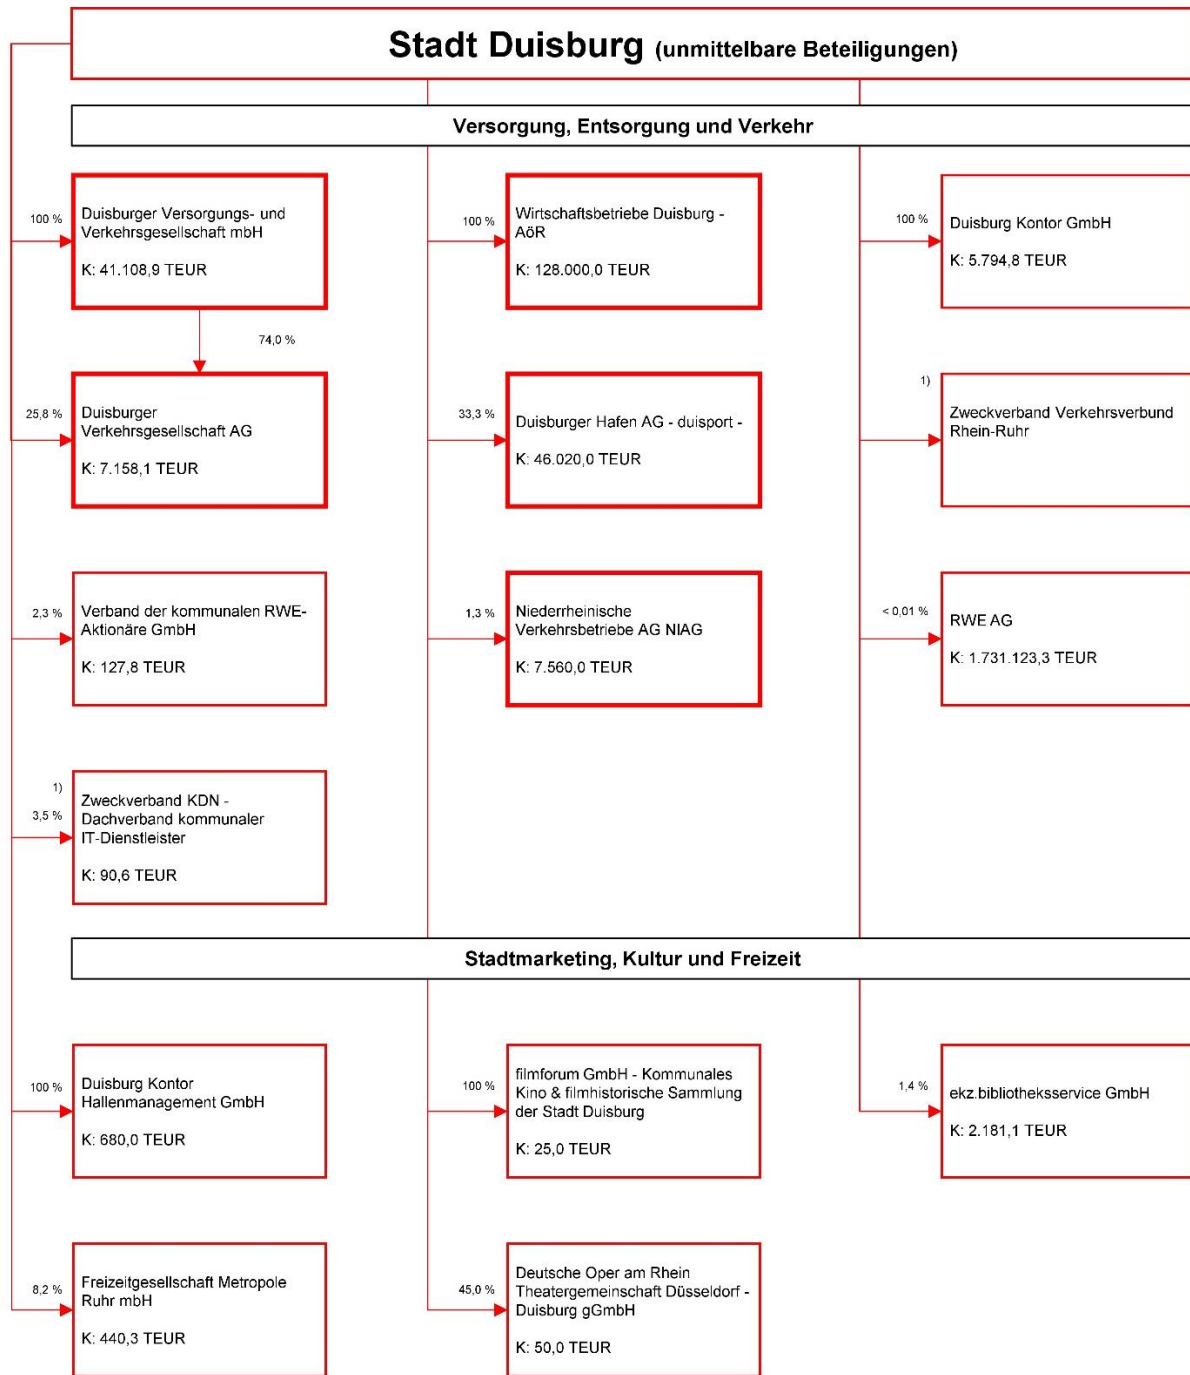 Stadt Duisburg (unmittelbare Beteiligungen)
Versorgung, Entsorgung und Verkehr
100 %
Duisburger Versorgungs- und
Verkehrsgesellschaft mbH
K: 41.108,9 TEUR
100 %
Wirtschaftsbetriebe Duisburg -
AöR
K: 128.000,0 TEUR
100 %
Duisburg Kontor GmbH
K: 5.794,8 TEUR
74,0 %
25,8 %
Duisburger
Verkehrsgesellschaft AG
K: 7.158,1 TEUR
33,3 %
Duisburger Hafen AG - duisport -
K: 46.020,0 TEUR
1)
Zweckverband Verkehrsverbund
Rhein-Ruhr
2,3 %
Verband der kommunalen RWE-
Aktionäre GmbH
K: 127,8 TEUR
1,3 %
Niederrheinische
Verkehrsbetriebe AG NIAG
K: 7.560,0 TEUR
< 0,01 %
RWE AG
K: 1.731.123,3 TEUR
1)
3,5 %
Zweckverband KDN -
Dachverband kommunaler
IT-Dienstleister
K: 90,6 TEUR
Stadtmarketing, Kultur und Freizeit
100 %
Duisburg Kontor
Hallenmanagement GmbH
K: 680,0 TEUR
100 %
filmforum GmbH - Kommunales
Kino & filmhistorische Sammlung
der Stadt Duisburg
K: 25,0 TEUR
1,4 %
ekz.bibliotheksservice GmbH
K: 2.181,1 TEUR
8,2 %
Freizeitgesellschaft Metropole
Ruhr mbH
K: 440,3 TEUR
45,0 %
Deutsche Oper am Rhein
Theatergemeinschaft Düsseldorf -
Duisburg gGmbH
K: 50,0 TEUR